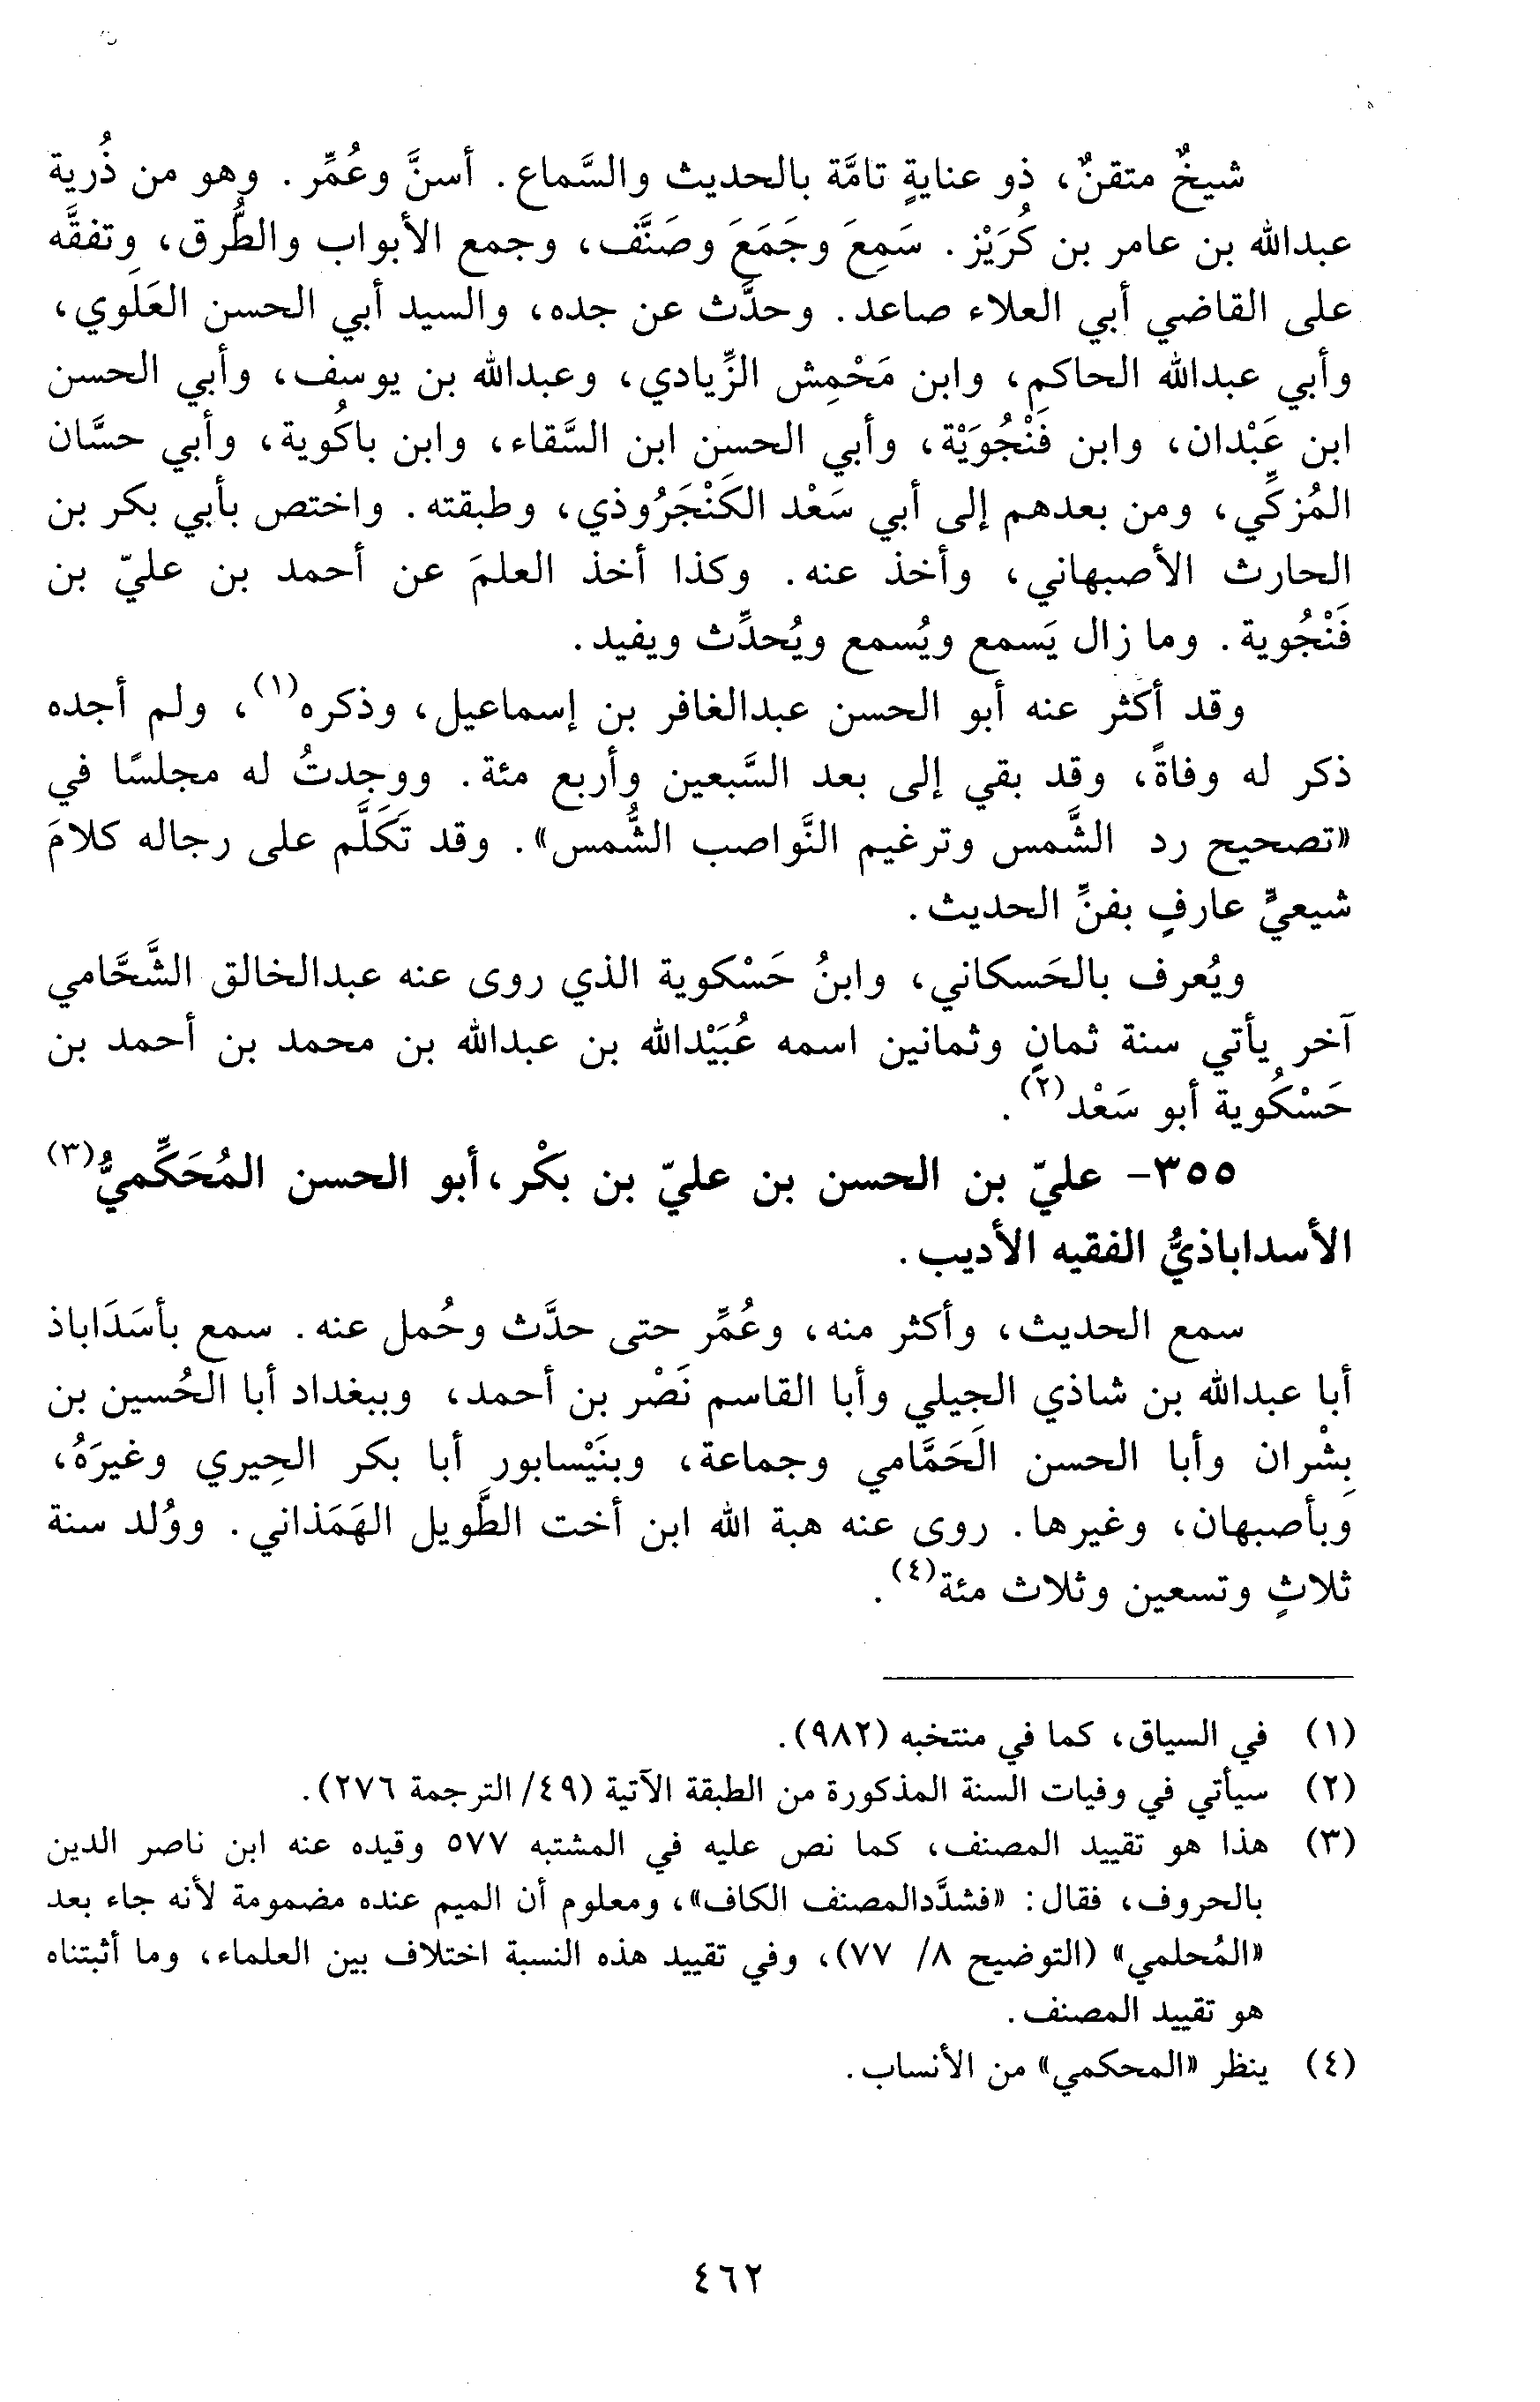 شيخٌ متقنٌ، ذو عنايةٍ تامَّة بالحديث والسَّماع. أسنَّ وعُمِّر. وهو من ذُرية
عبدالله بن عامر بن كُرَيْز. سَمِعَ وجَمَعَ وصَنَّف، وجمع الأبواب والطُّرق، وتفقَّه
على القاضي أبي العلاء صاعد. وحدَّث عن جده، والسيد أبي الحسن العَلَوي،
وأبي عبدالله الحاكم، وابن مَحْمِش الزِّيادي، وعبدالله بن يوسف، وأبي الحسن
ابن عَبْدان، وابن فَنْجُويَْة، وأبي الحسن ابن السَّقاء، وابن باكُوية، وأبي حسَّان
المُزكِّي، ومن بعدهم إلى أبي سَعْد الكَنْجَرُوذي، وطبقته. واختص بأبي بكر بن
الحارث الأصبهاني، وأخذ عنه. وكذا أخذ العلمَ عن أحمد بن عليّ بن
فَنْجُوية. وما زال يَسمع ويُسمع ويُحدِّث ويفيد.
وقد أكثر عنه أبو الحسن عبدالغافر بن إسماعيل، وذكره(١)، ولم أجده
ذكر له وفاةً، وقد بقي إلى بعد السَّبعين وأربع مئة. ووجدتُ له مجلسًا في
«تصحيح رد الشَّمس وترغيم النَّواصب الشُّمس». وقد تَكَلَّم على رجاله كلامَ
شيعيٍّ عارفٍ بفنِّ الحديث.
ويُعرف بالحَسكاني، وابنُ حَسْكوية الذي روى عنه عبدالخالق الشَّحَّامي
آخر يأتي سنة ثمانٍ وثمانين اسمه عُبَيْدالله بن عبدالله بن محمد بن أحمد بن
حَسْكُوية أبو سَعْد(٢).
٣٥٥- عليّ بن الحسن بن عليّ بن بكْر، أبو الحسن المُحَكِّميُّ(٣)
الأسداباذيُّ الفقيه الأديب.
سمع الحديث، وأكثر منه، وعُمِّر حتى حدَّث وحُمل عنه. سمع بأسَدَاباذ
أبا عبدالله بن شاذي الجيلي وأبا القاسم نَصْر بن أحمد، وببغداد أبا الحُسين بن
بِشْران وأبا الحسن الحَمَّامي وجماعة، وبنَيْسابور أبا بكر الحِيري وغيرَهُ،
وبأصبهان، وغيرها. روى عنه هبة الله ابن أخت الطَّويل الهَمَذاني. ووُلد سنة
ثلاثٍ وتسعين وثلاث مئة(٤).
(١) في السياق، كما في منتخبه (٩٨٢).
(٢) سيأتي في وفيات السنة المذكورة من الطبقة الآتية (٤٩/ الترجمة ٢٧٦).
(٣) هذا هو تقييد المصنف، كما نص عليه في المشتبه ٥٧٧ وقيده عنه ابن ناصر الدين
بالحروف، فقال: «فشدَّدالمصنف الكاف»، ومعلوم أن الميم عنده مضمومة لأنه جاء بعد
«المُحلمي» (التوضيح ٨/ ٧٧)، وفي تقييد هذه النسبة اختلاف بين العلماء، وما أثبتناه
هو تقييد المصنف.
(٤) ينظر «المحكمي» من الأنساب.
٤٦٢